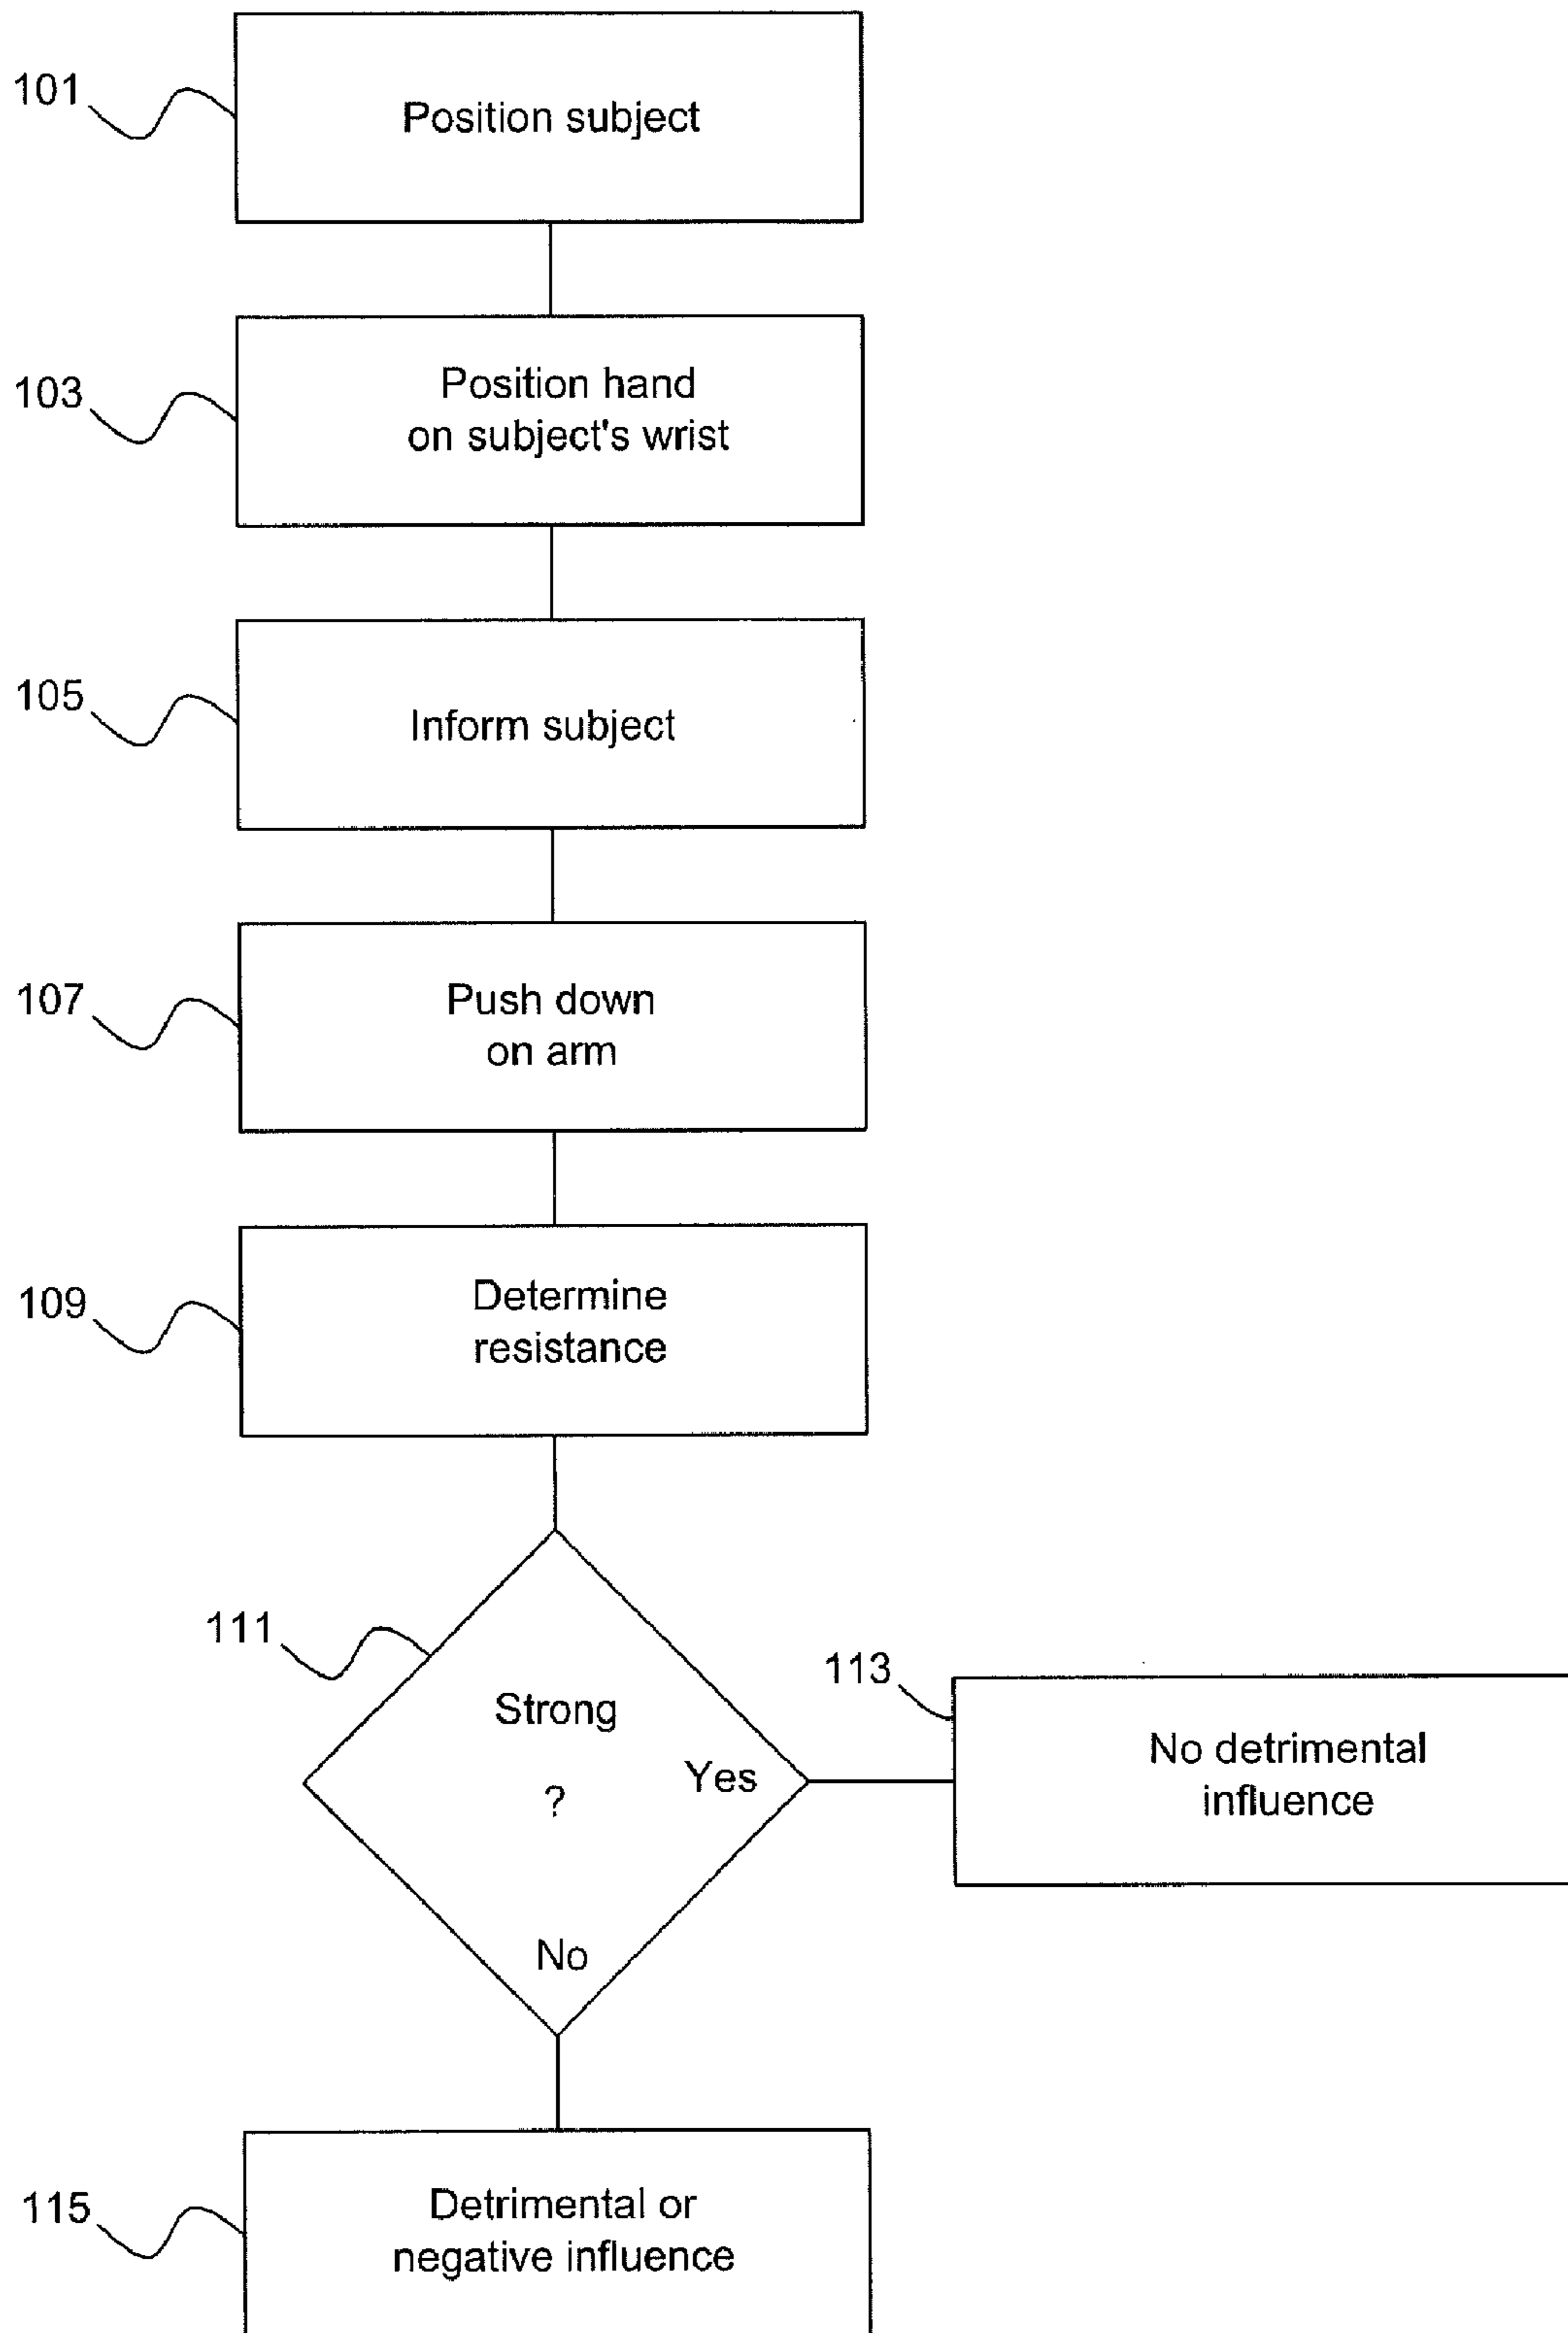 101
Position subject
103
Position hand
on subject's wrist
105
Inform subject
107
Push down
on arm
109
Determine
resistance
111
Strong
?
Yes
No
113
No detrimental
influence
115
Detrimental or
negative influence